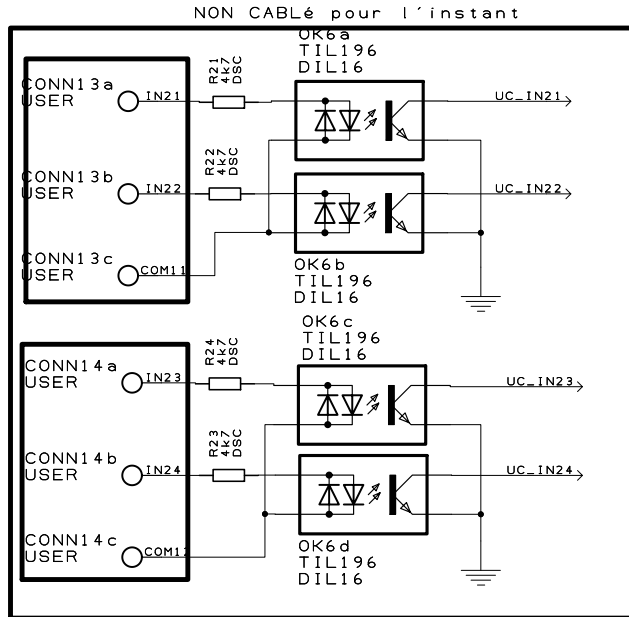 NON CABLé pour l'instant
OK6a
TIL196
DIL16
CONN13a
USER
IN21
R21
4k7
DSC
UC_IN21
CONN13b
USER
IN22
R22
4k7
DSC
UC_IN22
CONN13c
USER
COM11
OK6b
TIL196
DIL16
OK6c
TIL196
DIL16
CONN14a
USER
IN23
R24
4k7
DSC
UC_IN23
CONN14b
USER
IN24
R23
4k7
DSC
UC_IN24
CONN14c
USER
OK6d
TIL196
DIL16